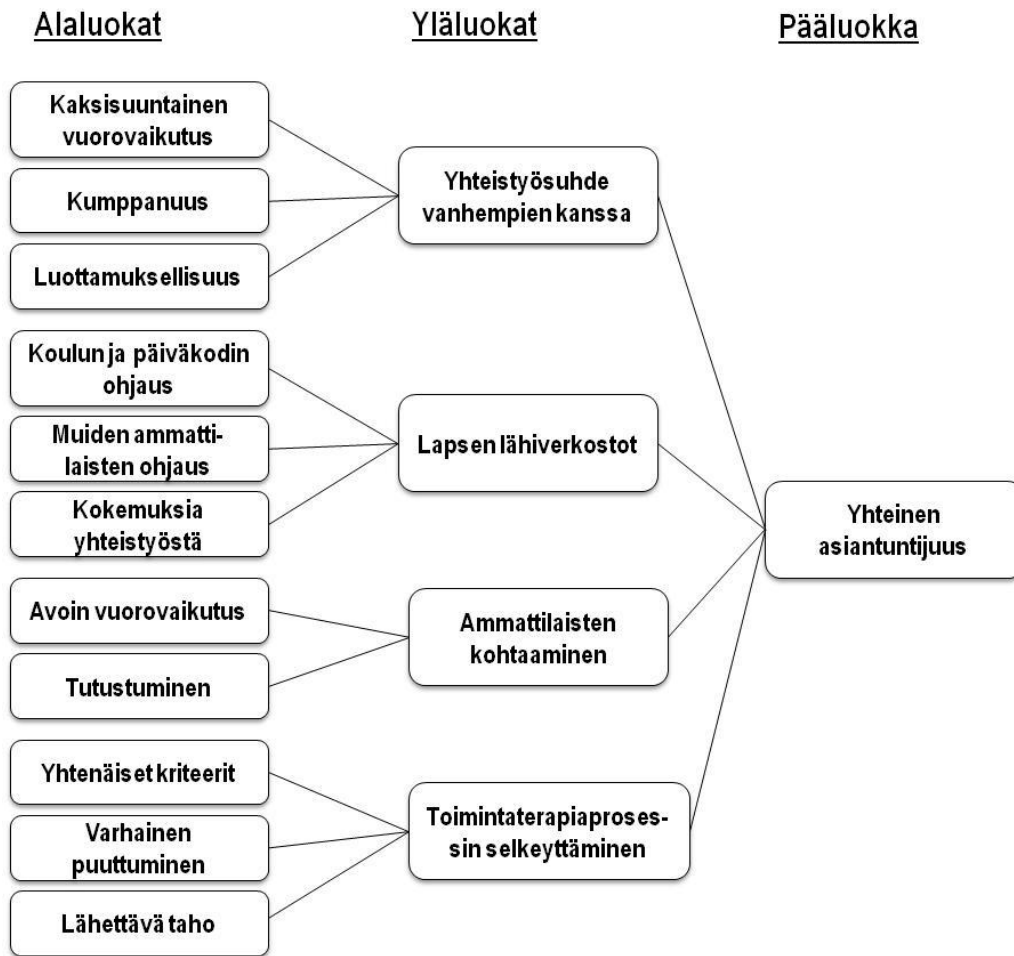 Alaluokat
Yläluokat
Pääluokka
Kaksisuuntainen
vuorovaikutus
Kumppanuus
Luottamuksellisuus
Yhteistyösuhde
vanhempien kanssa
Koulun ja päiväkodin
ohjaus
Muiden ammatti-
laisten ohjaus
Kokemuksia
yhteistyöstä
Lapsen lähiverkostot
Avoin vuorovaikutus
Tutustuminen
Ammattilaisten
kohtaaminen
Yhtenäiset kriteerit
Varhainen
puuttuminen
Lähettävä taho
Toimintaterapiaproses-
sin selkeyttäminen
Yhteinen
asiantuntijuus